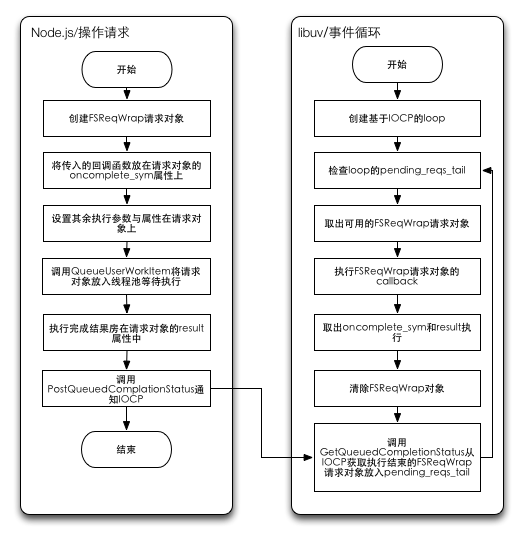 Node.js/操作请求
开始
创建FSReqWrap请求对象
将传入的回调函数放在请求对象的
oncomplete_sym属性上
设置其余执行参数与属性在请求对
象上
调用QueueUserWorkItem将请求
对象放入线程池等待执行
执行完成结果房在请求对象的result
属性中
调用
PostQueuedComplationStatus通
知IOCP
结束
libuv/事件循环
开始
创建基于IOCP的loop
检查loop的pending_reqs_tail
取出可用的FSReqWrap请求对象
执行FSReqWrap请求对象的
callback
取出oncomplete_sym和result执
行
清除FSReqWrap对象
调用
GetQueuedCompletionStatus从
IOCP获取执行结束的FSReqWrap
请求对象放入pending_reqs_tail